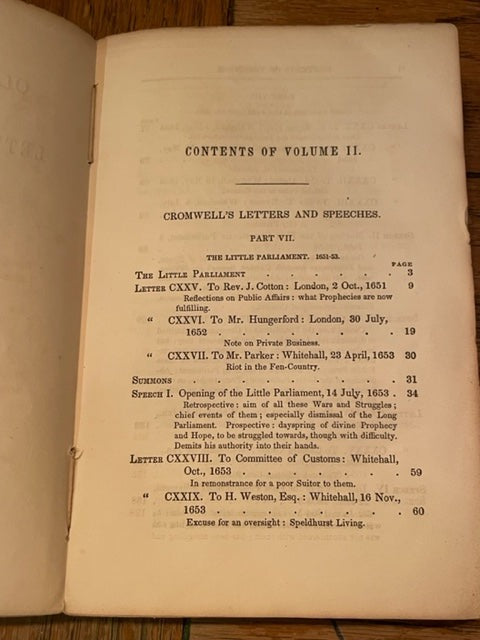 CONTENTS OF VOLUME II.
CROMWELL'S LETTERS AND SPEECHES.
PART VII.
THE LITTLE PARLIAMENT. 1651-53.
PAGE
THE LITTLE PARLIAMENT . . . . . . 3
LETTER CXXV. To Rev. J. Cotton: London, 2 Oct., 1651 9
Reflections on Public Affairs: what Prophecies are now
fulfilling.
“ CXXVI. To Mr. Hungerford: London, 30 July,
1652 . . . . . . . . 19
Note on Private Business.
“ CXXVII. To Mr. Parker: Whitehall, 23 April, 1653 30
Riot in the Fen-Country.
SUMMONS . . . . . . . . 31
SPEECH I. Opening of the Little Parliament, 14 July, 1653 . 34
Retrospective: aim of all these Wars and Struggles;
chief events of them; especially dismissal of the Long
Parliament. Prospective: dayspring of divine Prophecy
and Hope, to be struggled towards, though with difficulty.
Demits his authority into their hands.
LETTER CXXVIII. To Committee of Customs: Whitehall,
Oct., 1653 . . . . . . . 59
In remonstrance for a poor Suitor to them.
“ CXXIX. To H. Weston, Esq.: Whitehall, 16 Nov.,
1653 . . . . . . . . 60
Excuse for an oversight: Speldhurst Living.